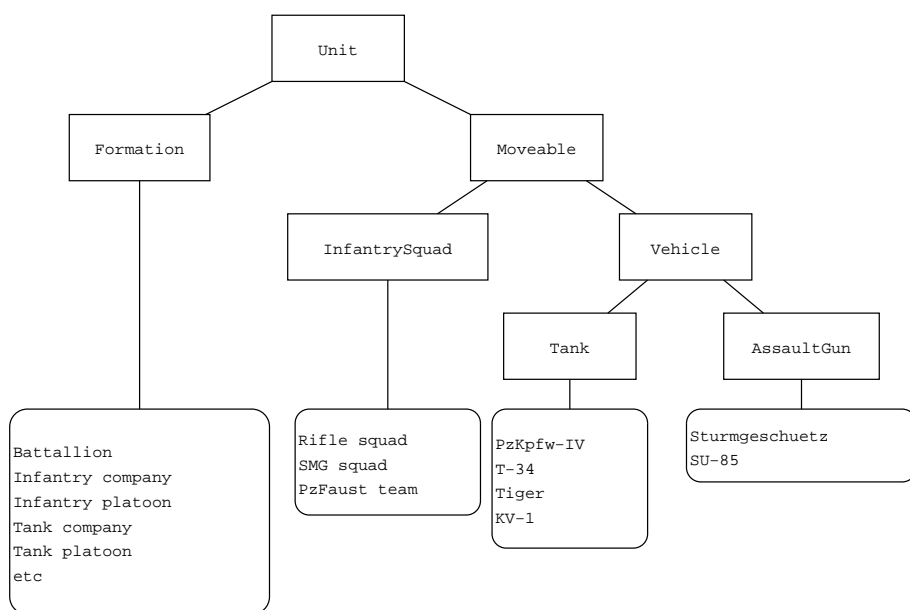 Unit
Formation
Moveable
InfantrySquad
Vehicle
Tank
AssaultGun
Battallion
Infantry company
Infantry platoon
Tank company
Tank platoon
etc
Rifle squad
SMG squad
PzFaust team
PzKpfw-IV
T-34
Tiger
KV-1
Sturmgeschuetz
SU-85